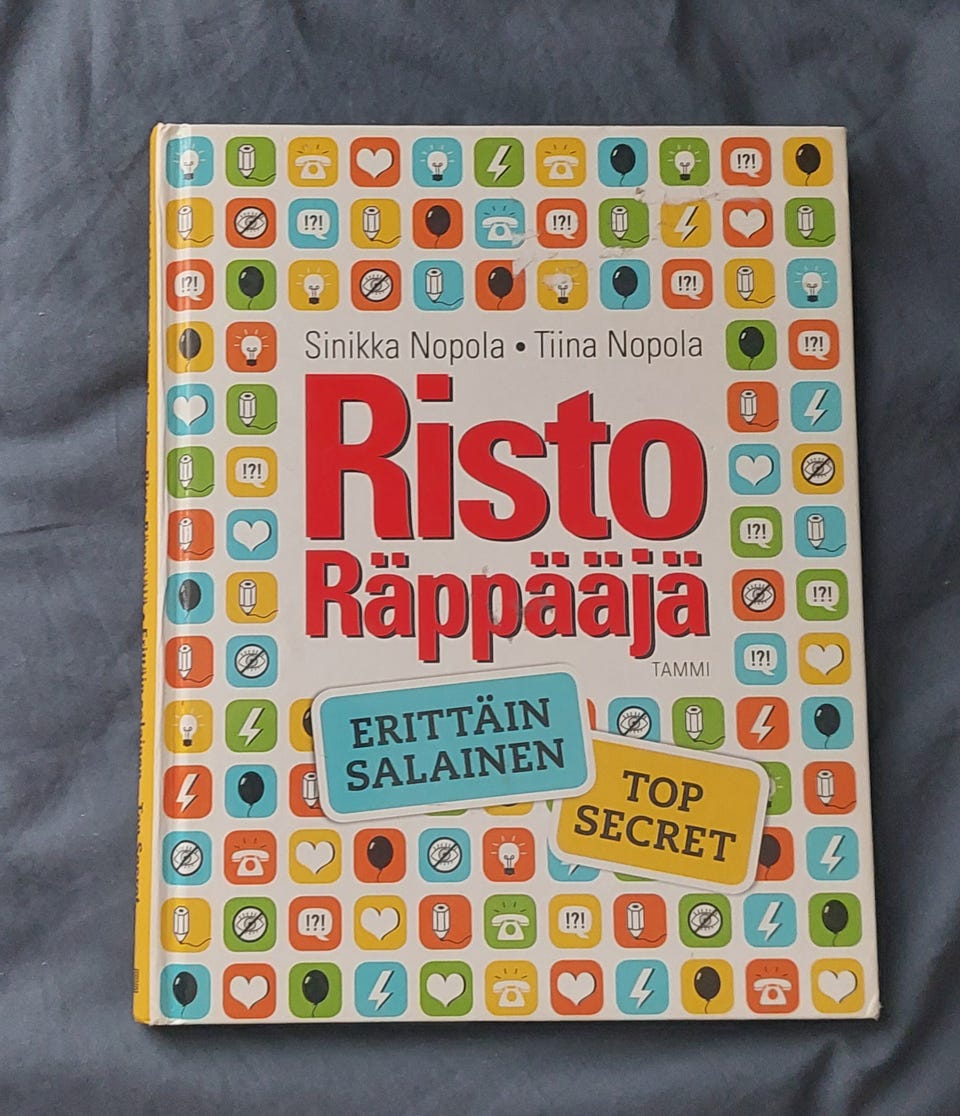 Sinikka Nopola • Tiina Nopola
Risto
Räppääjä
TAMMI
ERITTÄIN
SALAINEN
TOP
SECRET